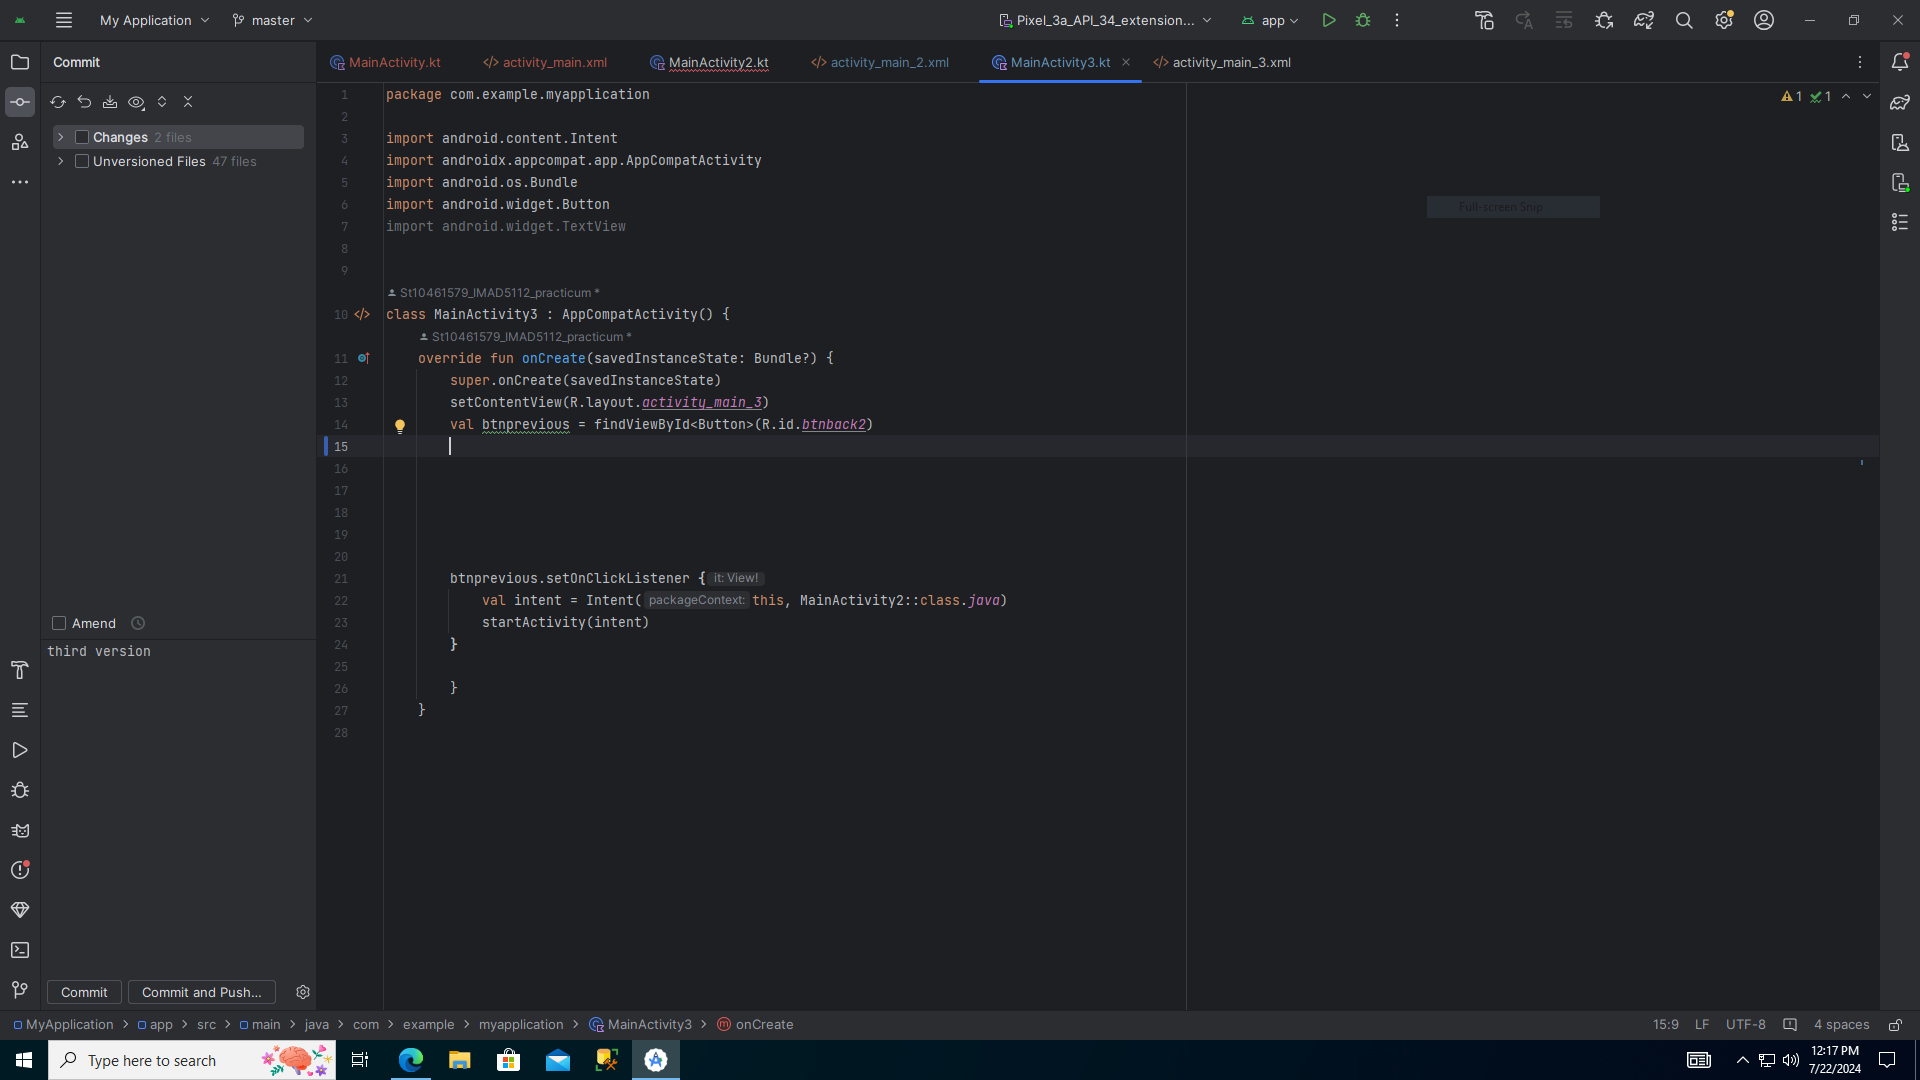 My Application
master
Pixel_3a_API_34_extension...
app
Commit
MainActivity.kt
activity_main.xml
MainActivity2.kt
activity_main_2.xml
MainActivity3.kt
activity_main_3.xml
Changes 2 files
Unversioned Files 47 files
Amend
third version
Commit
Commit and Push...
1 package com.example.myapplication
2
3 import android.content.Intent
4 import androidx.appcompat.app.AppCompatActivity
5 import android.os.Bundle
6 import android.widget.Button
7 import android.widget.TextView
8
9
St10461579_IMAD5112_practicum *
10 class MainActivity3 : AppCompatActivity() {
St10461579_IMAD5112_practicum *
11 override fun onCreate(savedInstanceState: Bundle?) {
12 super.onCreate(savedInstanceState)
13 setContentView(R.layout.activity_main_3)
14 val btnprevious = findViewById<Button>(R.id.btnback2)
15
16
17
18
19
20
21 btnprevious.setOnClickListener { it: View!
22 val intent = Intent( packageContext: this, MainActivity2::class.java)
23 startActivity(intent)
24 }
25
26 }
27 }
28
1 1
Full-screen Snip
MyApplication > app > src > main > java > com > example > myapplication > MainActivity3 > onCreate
15:9 LF UTF-8 4 spaces
Type here to search
12:17 PM
7/22/2024